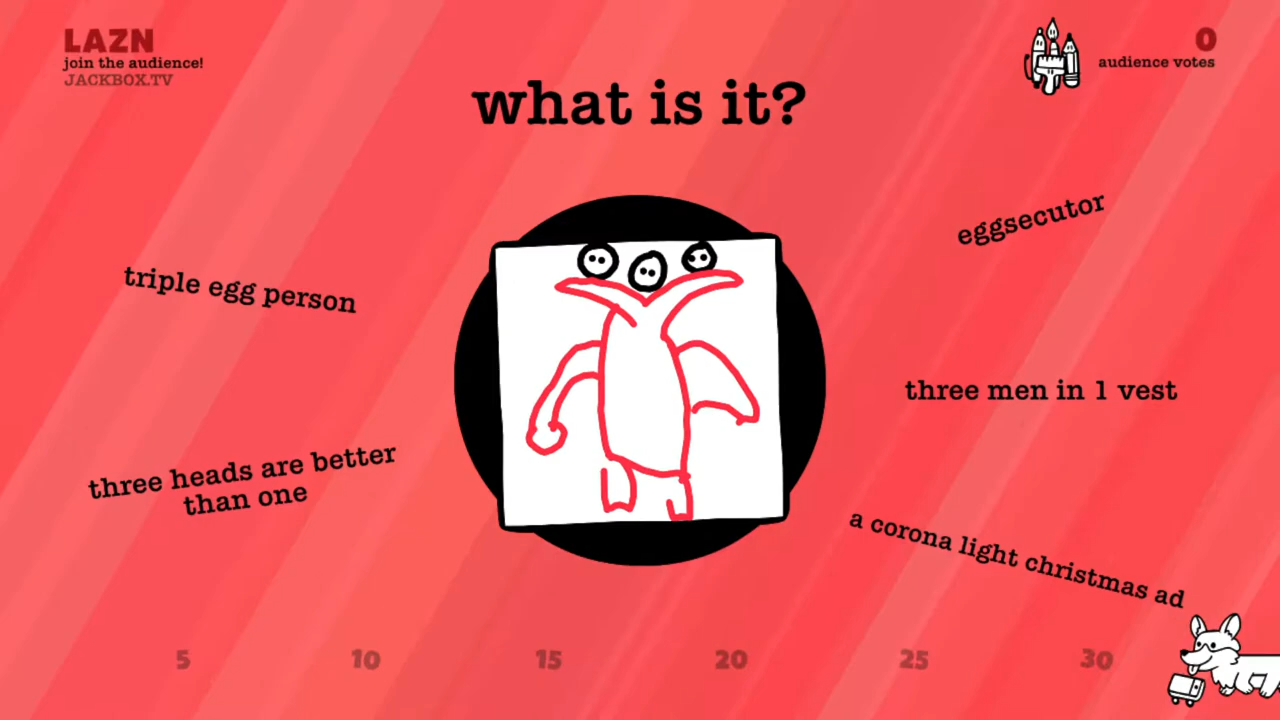 LAZN
join the audience!
JACKBOX.TV
0
audience votes
what is it?
eggsecutor
triple egg person
three men in 1 vest
three heads are better
than one
a corona light christmas ad
5 10 15 20 25 30